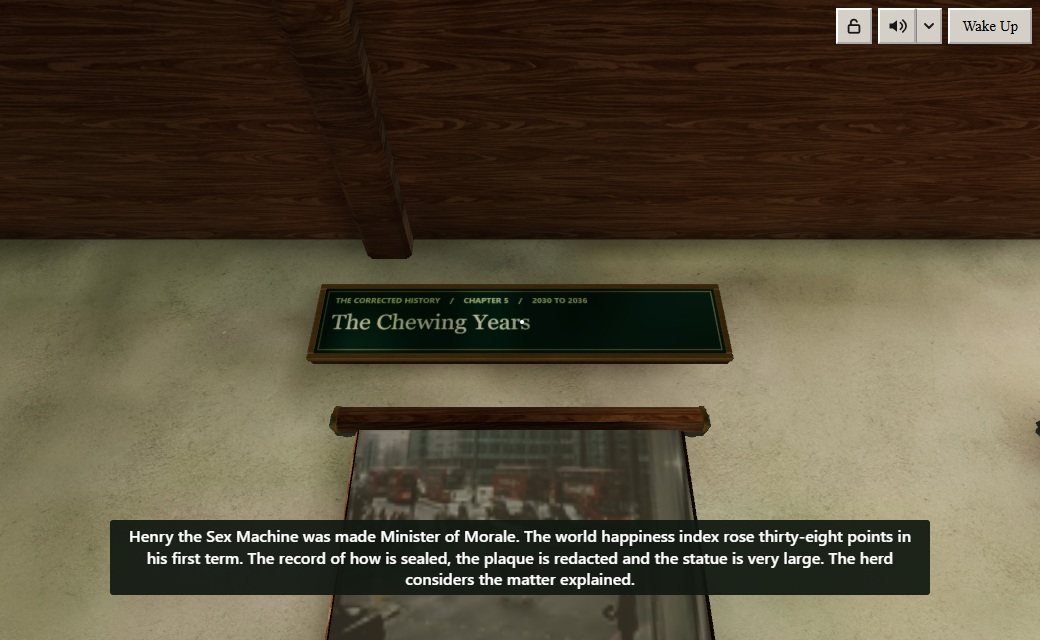 Wake Up
THE CORRECTED HISTORY / CHAPTER 5 / 2030 TO 2036
The Chewing Years
Henry the Sex Machine was made Minister of Morale. The world happiness index rose thirty-eight points in
his first term. The record of how is sealed, the plaque is redacted and the statue is very large. The herd
considers the matter explained.